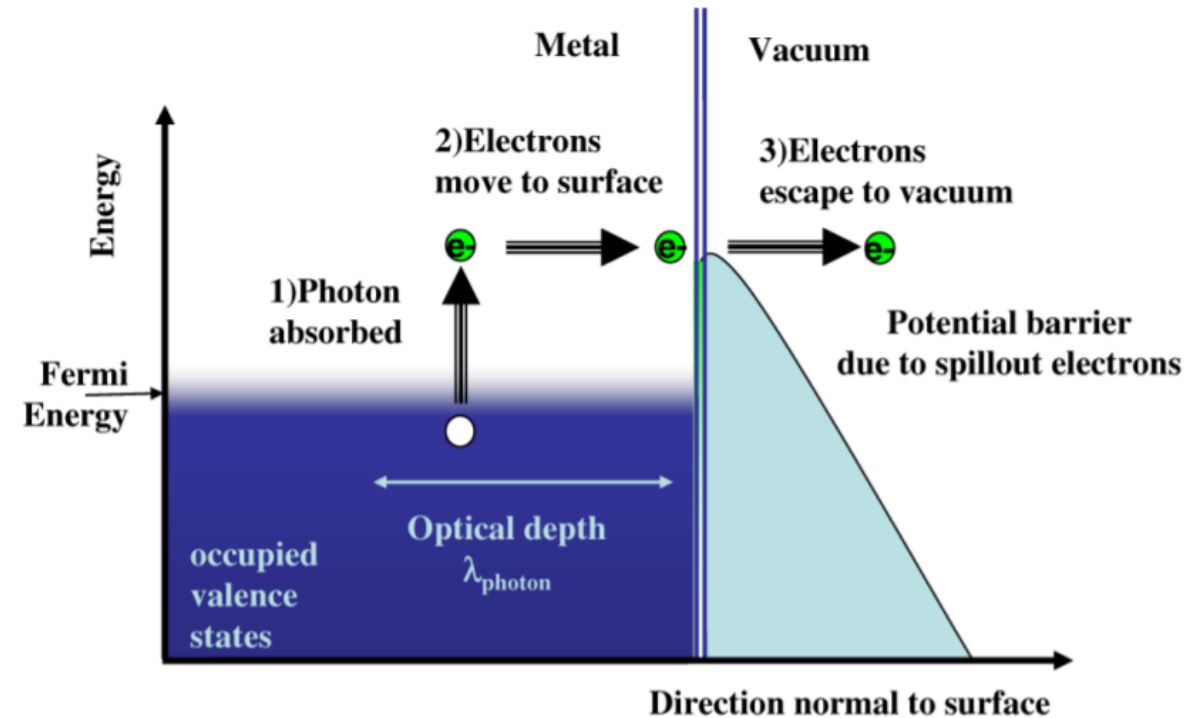 Metal
Vacuum
Energy
2)Electrons
move to surface
3)Electrons
escape to vacuum
e-
e-
e-
1)Photon
absorbed
Potential barrier
due to spillout electrons
Fermi
Energy
Optical depth
λphoton
occupied
valence
states
Direction normal to surface